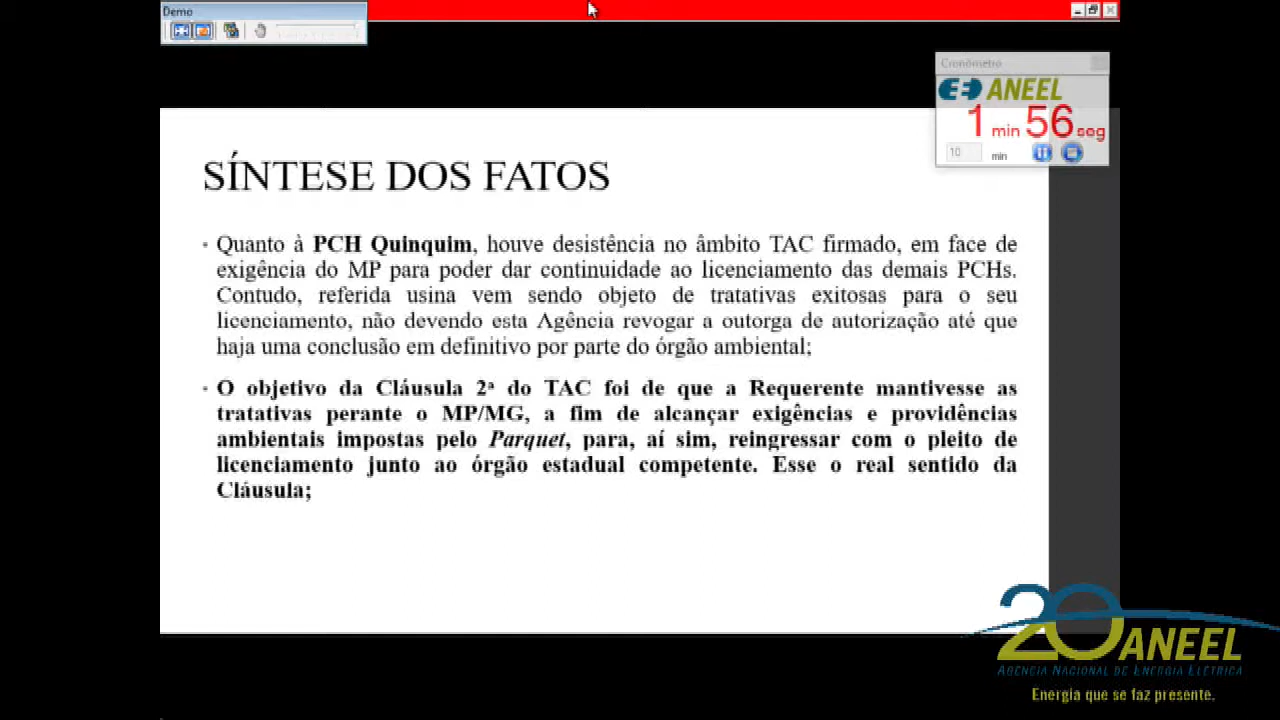 Demo
Cronômetro
ANEEL
1 min 56 seg
10 min
SÍNTESE DOS FATOS
• Quanto à PCH Quinquim, houve desistência no âmbito TAC firmado, em face de
exigência do MP para poder dar continuidade ao licenciamento das demais PCHs.
Contudo, referida usina vem sendo objeto de tratativas exitosas para o seu
licenciamento, não devendo esta Agência revogar a outorga de autorização até que
haja uma conclusão em definitivo por parte do órgão ambiental;
• O objetivo da Cláusula 2ª do TAC foi de que a Requerente mantivesse as
tratativas perante o MP/MG, a fim de alcançar exigências e providências
ambientais impostas pelo Parquet, para, aí sim, reingressar com o pleito de
licenciamento junto ao órgão estadual competente. Esse o real sentido da
Cláusula;
20 ANEEL
AGÊNCIA NACIONAL DE ENERGIA ELÉTRICA
Energia que se faz presente.